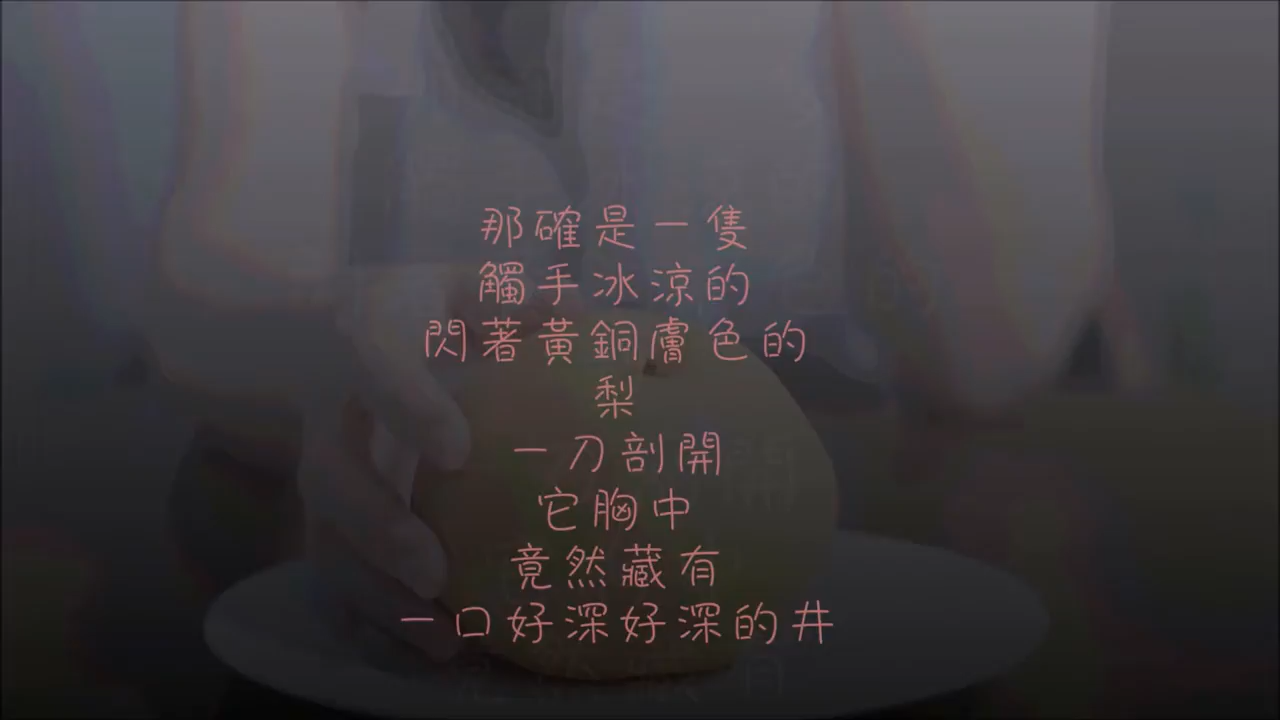 那確是一隻
觸手冰涼的
閃著黃銅膚色的
梨
一刀剖開
它胸中
竟然藏有
一口好深好深的井